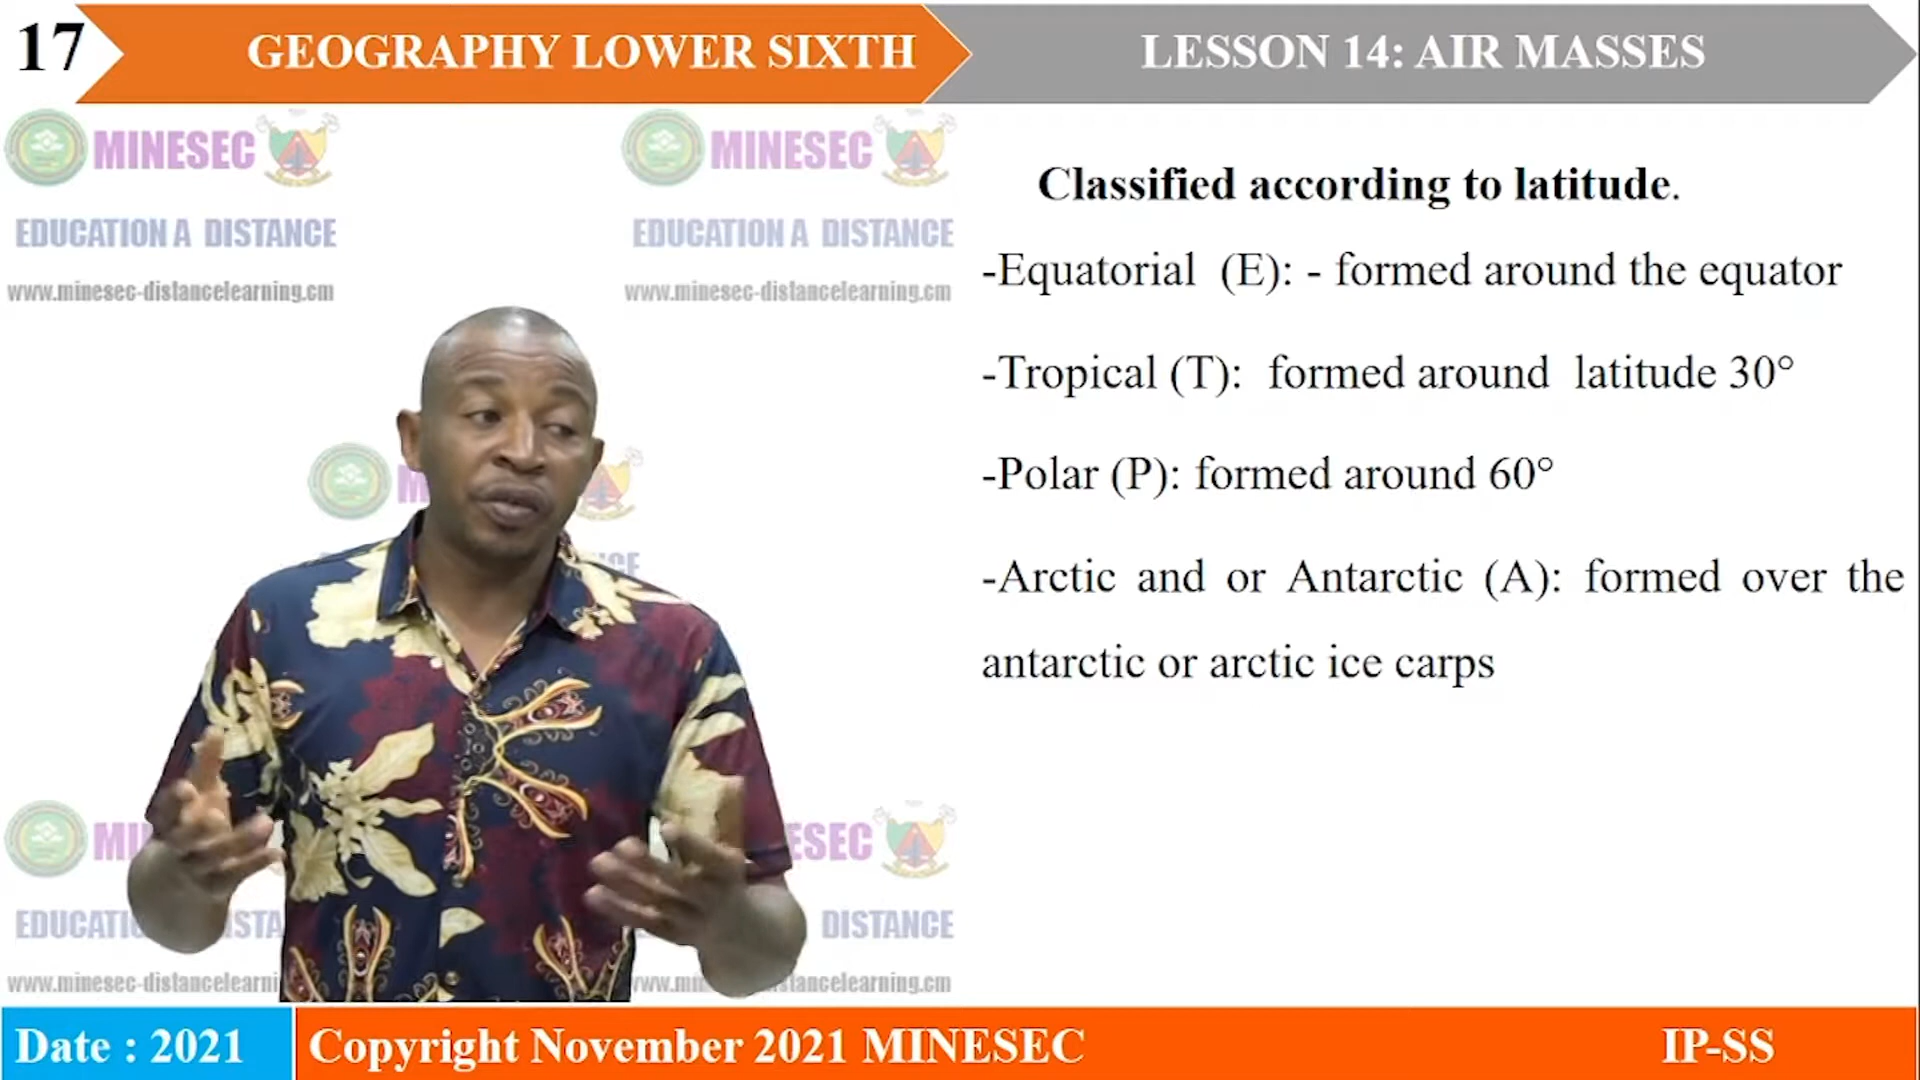 17
GEOGRAPHY LOWER SIXTH
LESSON 14: AIR MASSES
MINESEC
EDUCATION A DISTANCE
www.minesec-distancelearning.cm
MINESEC
EDUCATION A DISTANCE
www.minesec-distancelearning.cm
Classified according to latitude.
-Equatorial (E): - formed around the equator
-Tropical (T): formed around latitude 30°
-Polar (P): formed around 60°
-Arctic and or Antarctic (A): formed over the
antarctic or arctic ice carps
Date : 2021
Copyright November 2021 MINESEC
IP-SS